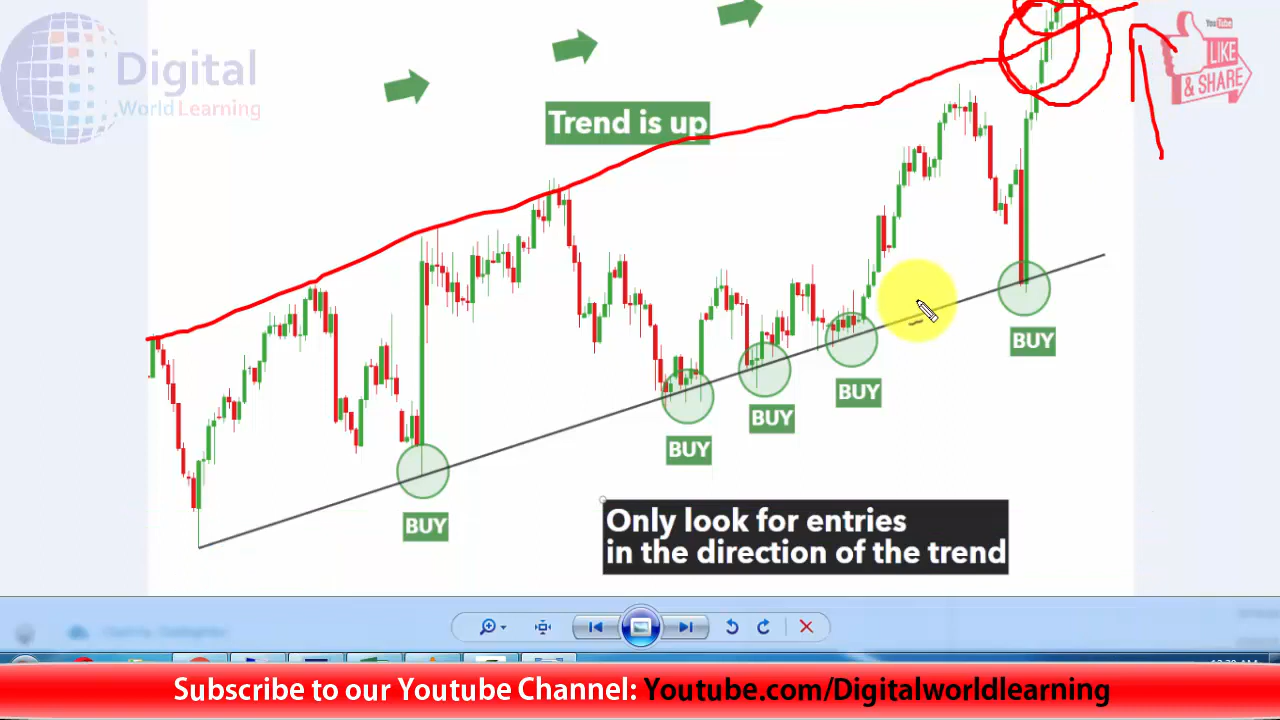 Digital
World Learning
Trend is up
YouTube
LIKE
& SHARE
BUY
BUY
BUY
BUY
BUY
Only look for entries
in the direction of the trend
Subscribe to our Youtube Channel: Youtube.com/Digitalworldlearning